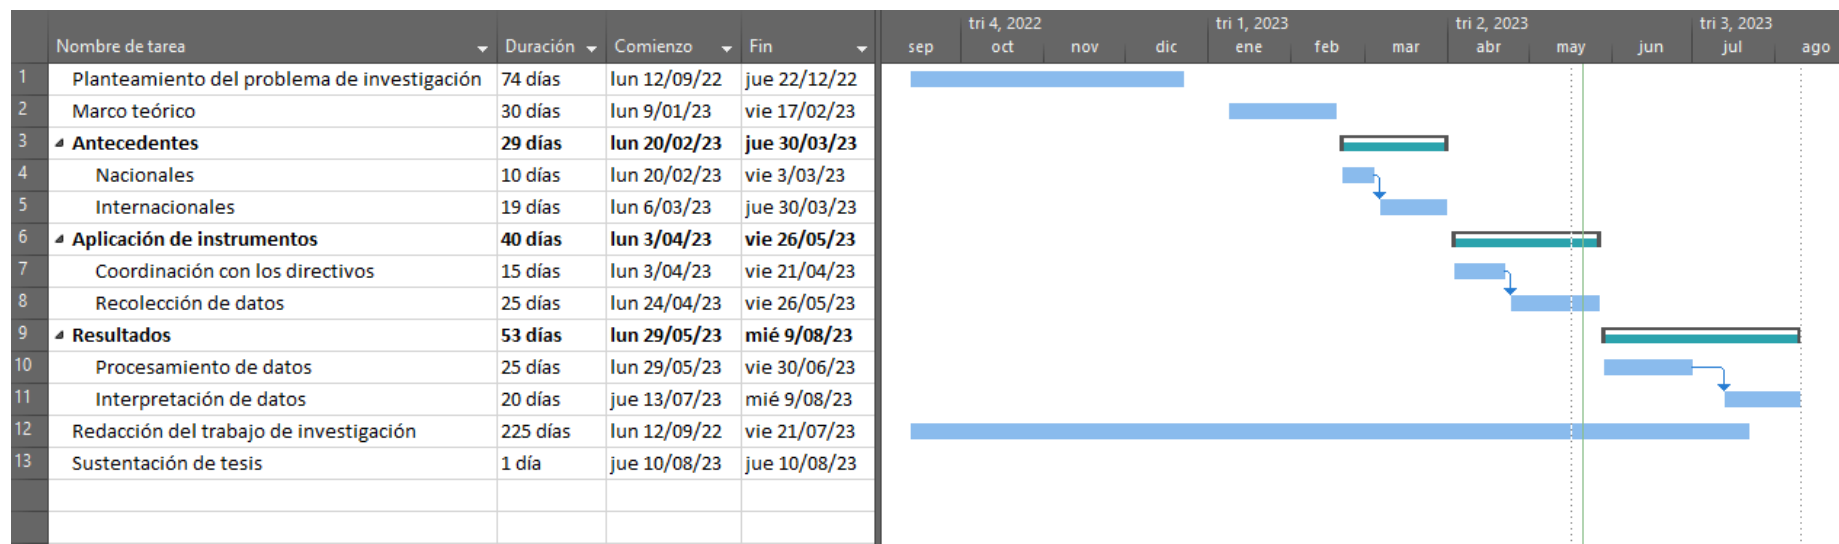 tri 4, 2022 tri 1, 2023 tri 2, 2023 tri 3, 2023
Nombre de tarea Duración Comienzo Fin sep oct nov dic ene feb mar abr may jun jul ago
1 Planteamiento del problema de investigación 74 días lun 12/09/22 jue 22/12/22
2 Marco teórico 30 días lun 9/01/23 vie 17/02/23
3 Antecedentes 29 días lun 20/02/23 jue 30/03/23
4 Nacionales 10 días lun 20/02/23 vie 3/03/23
5 Internacionales 19 días lun 6/03/23 jue 30/03/23
6 Aplicación de instrumentos 40 días lun 3/04/23 vie 26/05/23
7 Coordinación con los directivos 15 días lun 3/04/23 vie 21/04/23
8 Recolección de datos 25 días lun 24/04/23 vie 26/05/23
9 Resultados 53 días lun 29/05/23 mié 9/08/23
10 Procesamiento de datos 25 días lun 29/05/23 vie 30/06/23
11 Interpretación de datos 20 días jue 13/07/23 mié 9/08/23
12 Redacción del trabajo de investigación 225 días lun 12/09/22 vie 21/07/23
13 Sustentación de tesis 1 día jue 10/08/23 jue 10/08/23